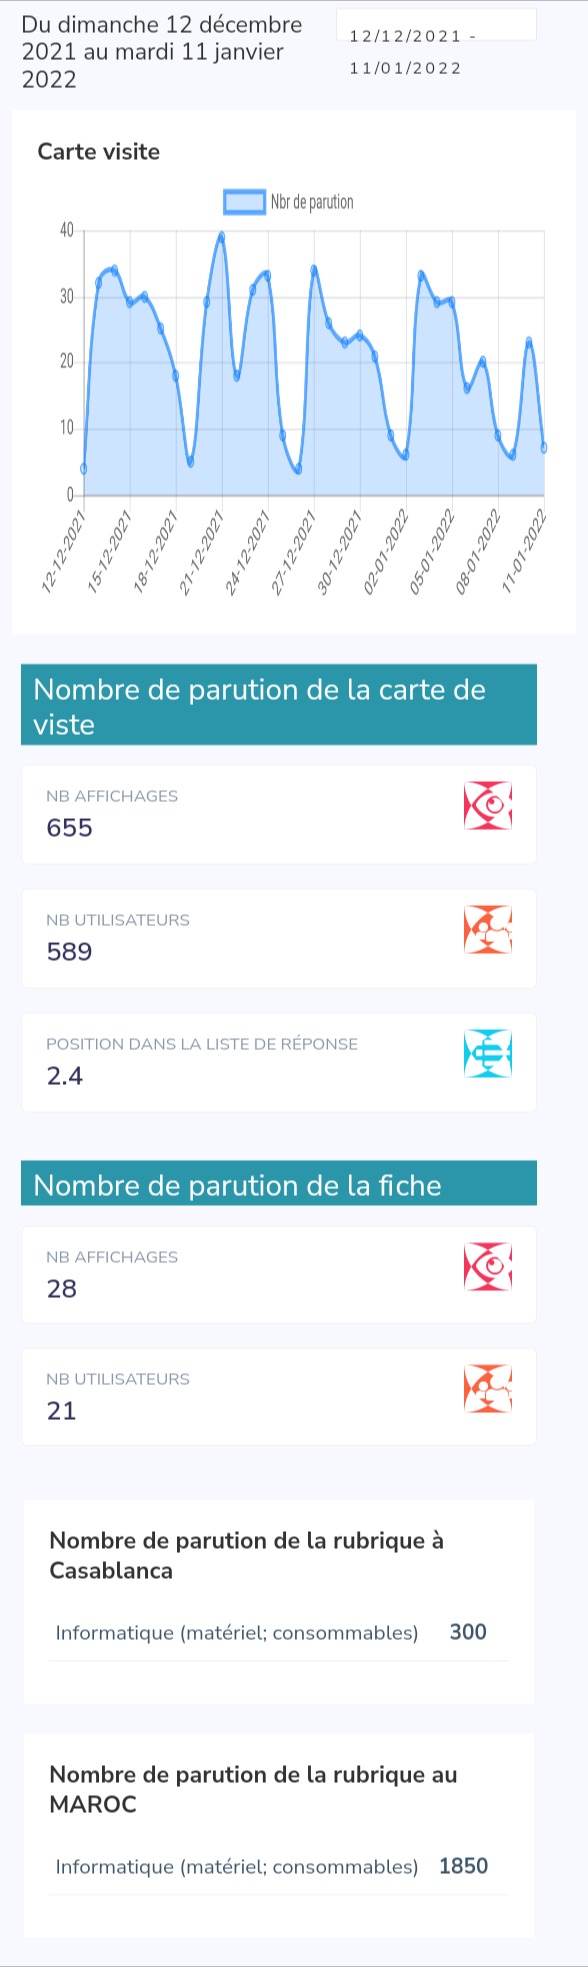 Du dimanche 12 décembre
2021 au mardi 11 janvier
2022
12/12/2021 -
11/01/2022
Carte visite
Nbr de parution
40
30
20
10
0
12-12-2021
15-12-2021
18-12-2021
21-12-2021
24-12-2021
27-12-2021
30-12-2021
02-01-2022
05-01-2022
08-01-2022
11-01-2022
Nombre de parution de la carte de
viste
NB AFFICHAGES
655
NB UTILISATEURS
589
POSITION DANS LA LISTE DE RÉPONSE
2.4
Nombre de parution de la fiche
NB AFFICHAGES
28
NB UTILISATEURS
21
Nombre de parution de la rubrique à
Casablanca
Informatique (matériel; consommables) 300
Nombre de parution de la rubrique au
MAROC
Informatique (matériel; consommables) 1850